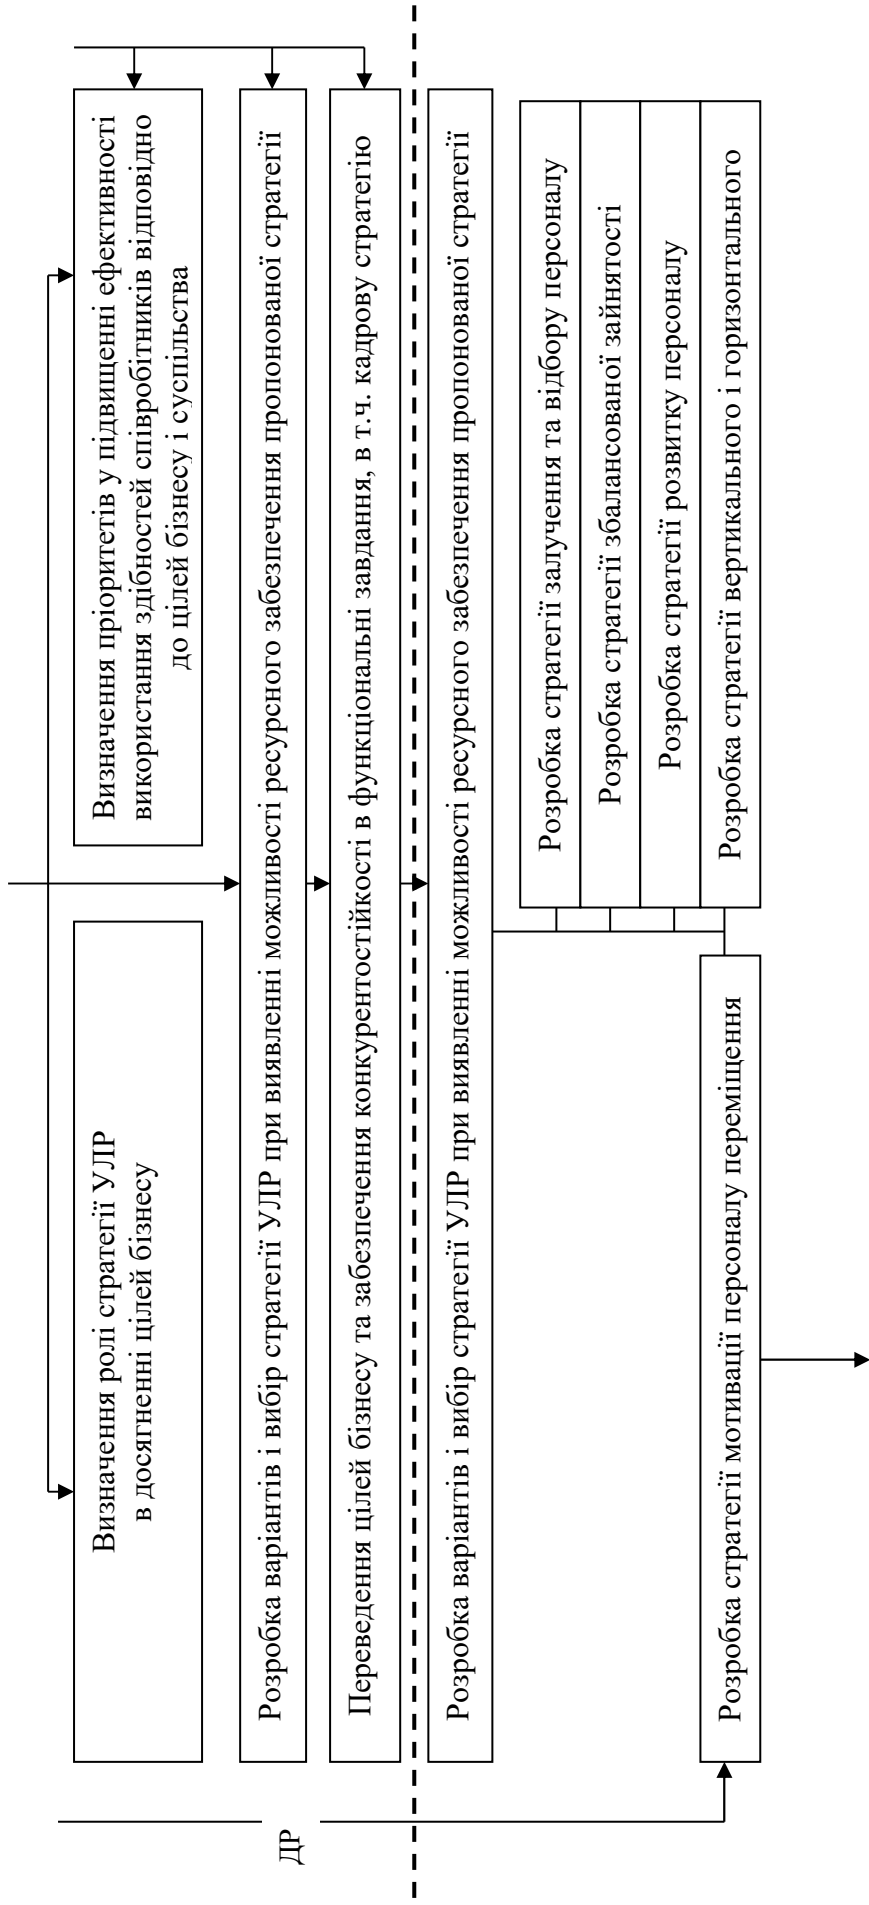 Визначення ролі стратегії УЛР
в досягненні цілей бізнесу
Визначення пріоритетів у підвищенні ефективності
використання здібностей співробітників відповідно
до цілей бізнесу і суспільства
Розробка варіантів і вибір стратегії УЛР при виявленні можливості ресурсного забезпечення пропонованої стратегії
Переведення цілей бізнесу та забезпечення конкурентостійкості в функціональні завдання, в т.ч. кадрову стратегію
ДР
Розробка варіантів і вибір стратегії УЛР при виявленні можливості ресурсного забезпечення пропонованої стратегії
Розробка стратегії залучення та відбору персоналу
Розробка стратегії збалансованої зайнятості
Розробка стратегії розвитку персоналу
Розробка стратегії вертикального і горизонтального
Розробка стратегії мотивації персоналу переміщення